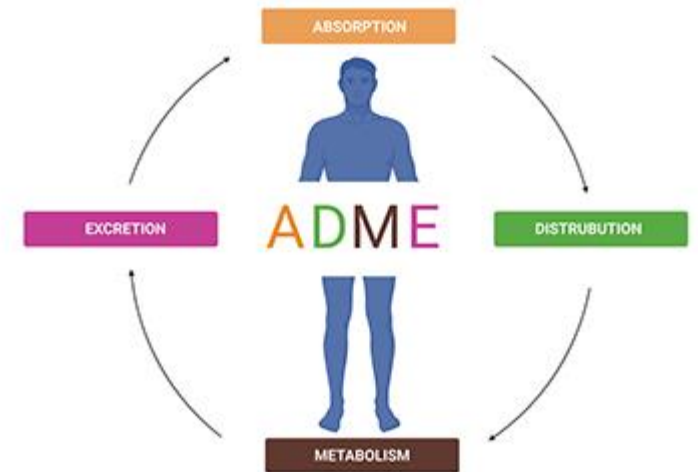 ABSORPTION
EXCRETION
ADME
DISTRUBUTION
METABOLISM